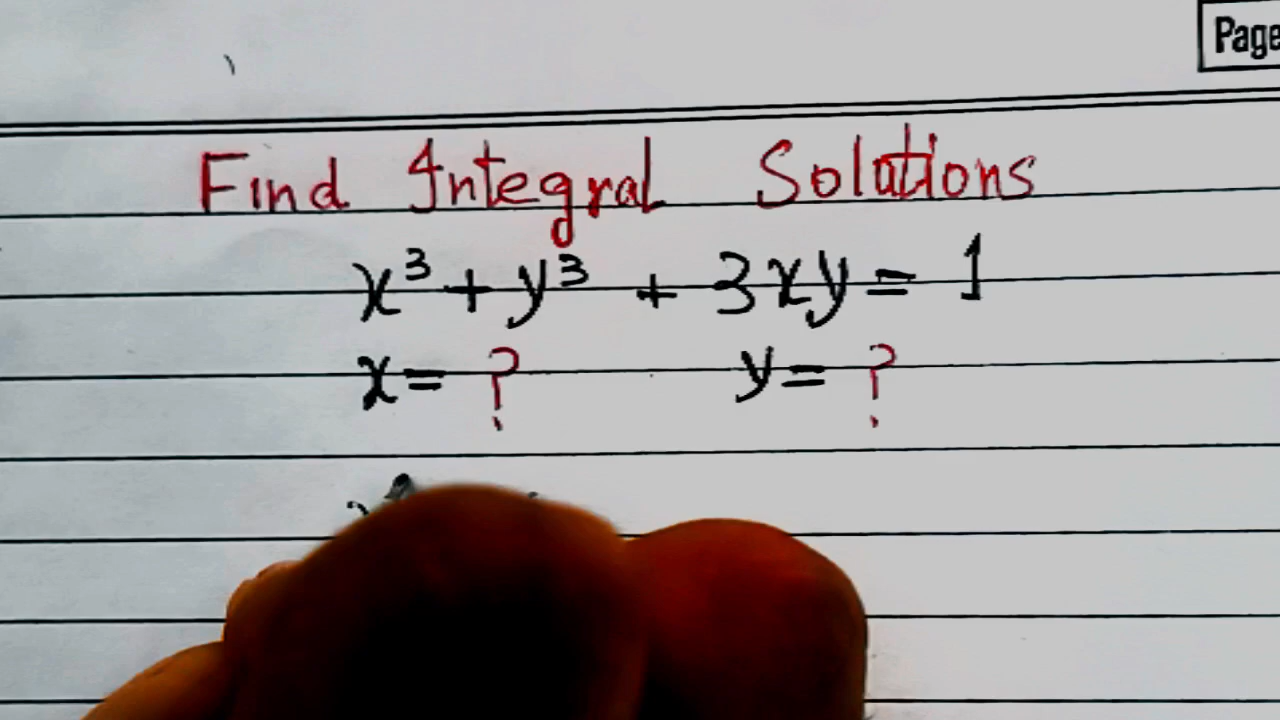 Page
Find Integral Solutions
x³ + y³ + 3xy = 1
x = ? y = ?